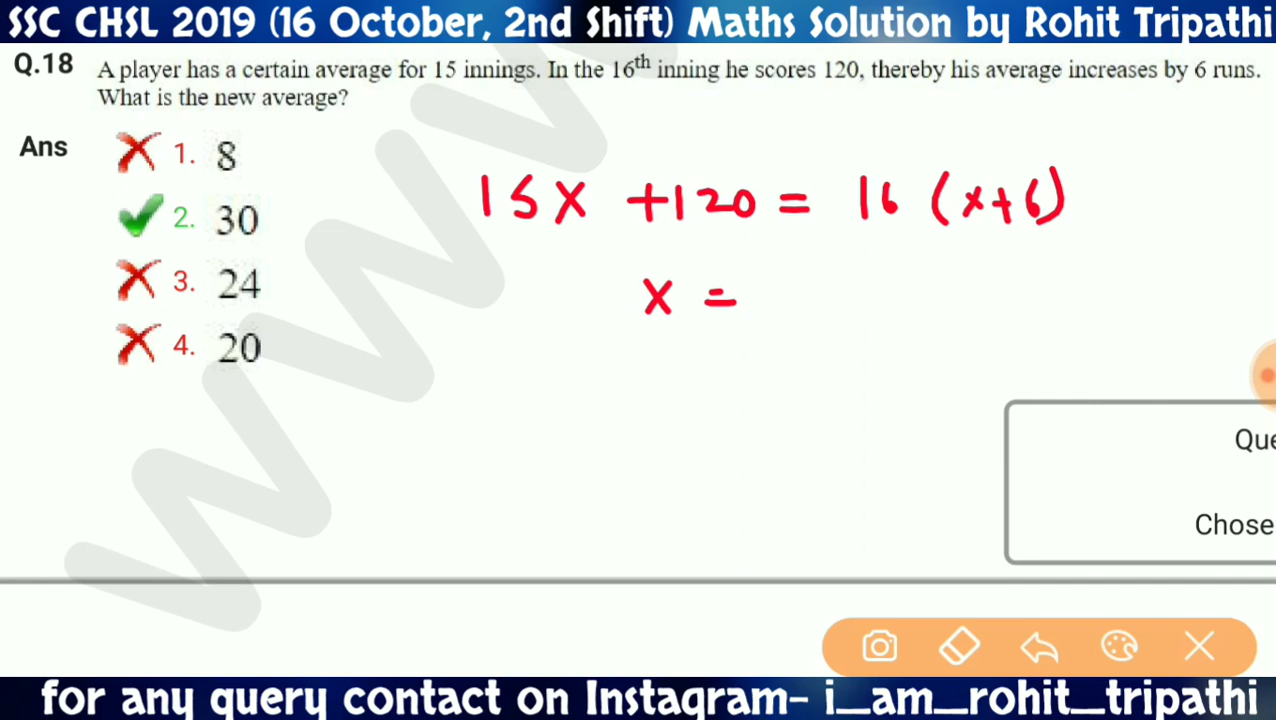 SSC CHSL 2019 (16 October, 2nd Shift) Maths Solution by Rohit Tripathi
Q.18 A player has a certain average for 15 innings. In the 16th inning he scores 120, thereby his average increases by 6 runs.
What is the new average?
Ans 1. 8
2. 30
3. 24
4. 20
15x + 120 = 16 (x+6)
x =
Que
Chose
www
for any query contact on Instagram- i_am_rohit_tripathi